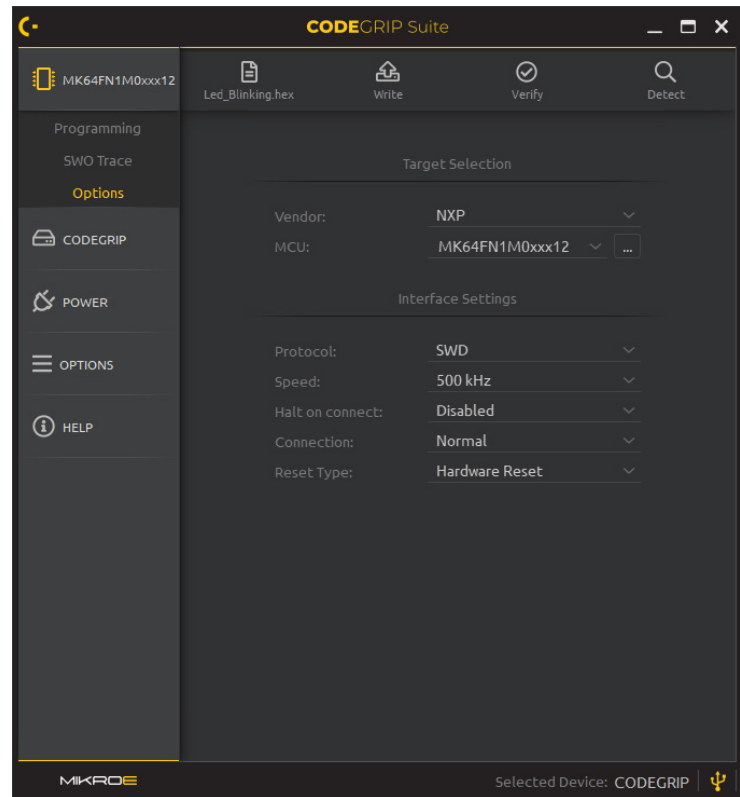 CODEGRIP Suite
MK64FN1M0xxx12
Led_Blinking.hex
Write
Verify
Detect
Programming
SWO Trace
Options
CODEGRIP
POWER
OPTIONS
HELP
Target Selection
Vendor: NXP
MCU: MK64FN1M0xxx12 ...
Interface Settings
Protocol: SWD
Speed: 500 kHz
Halt on connect: Disabled
Connection: Normal
Reset Type: Hardware Reset
MIKROE
Selected Device: CODEGRIP